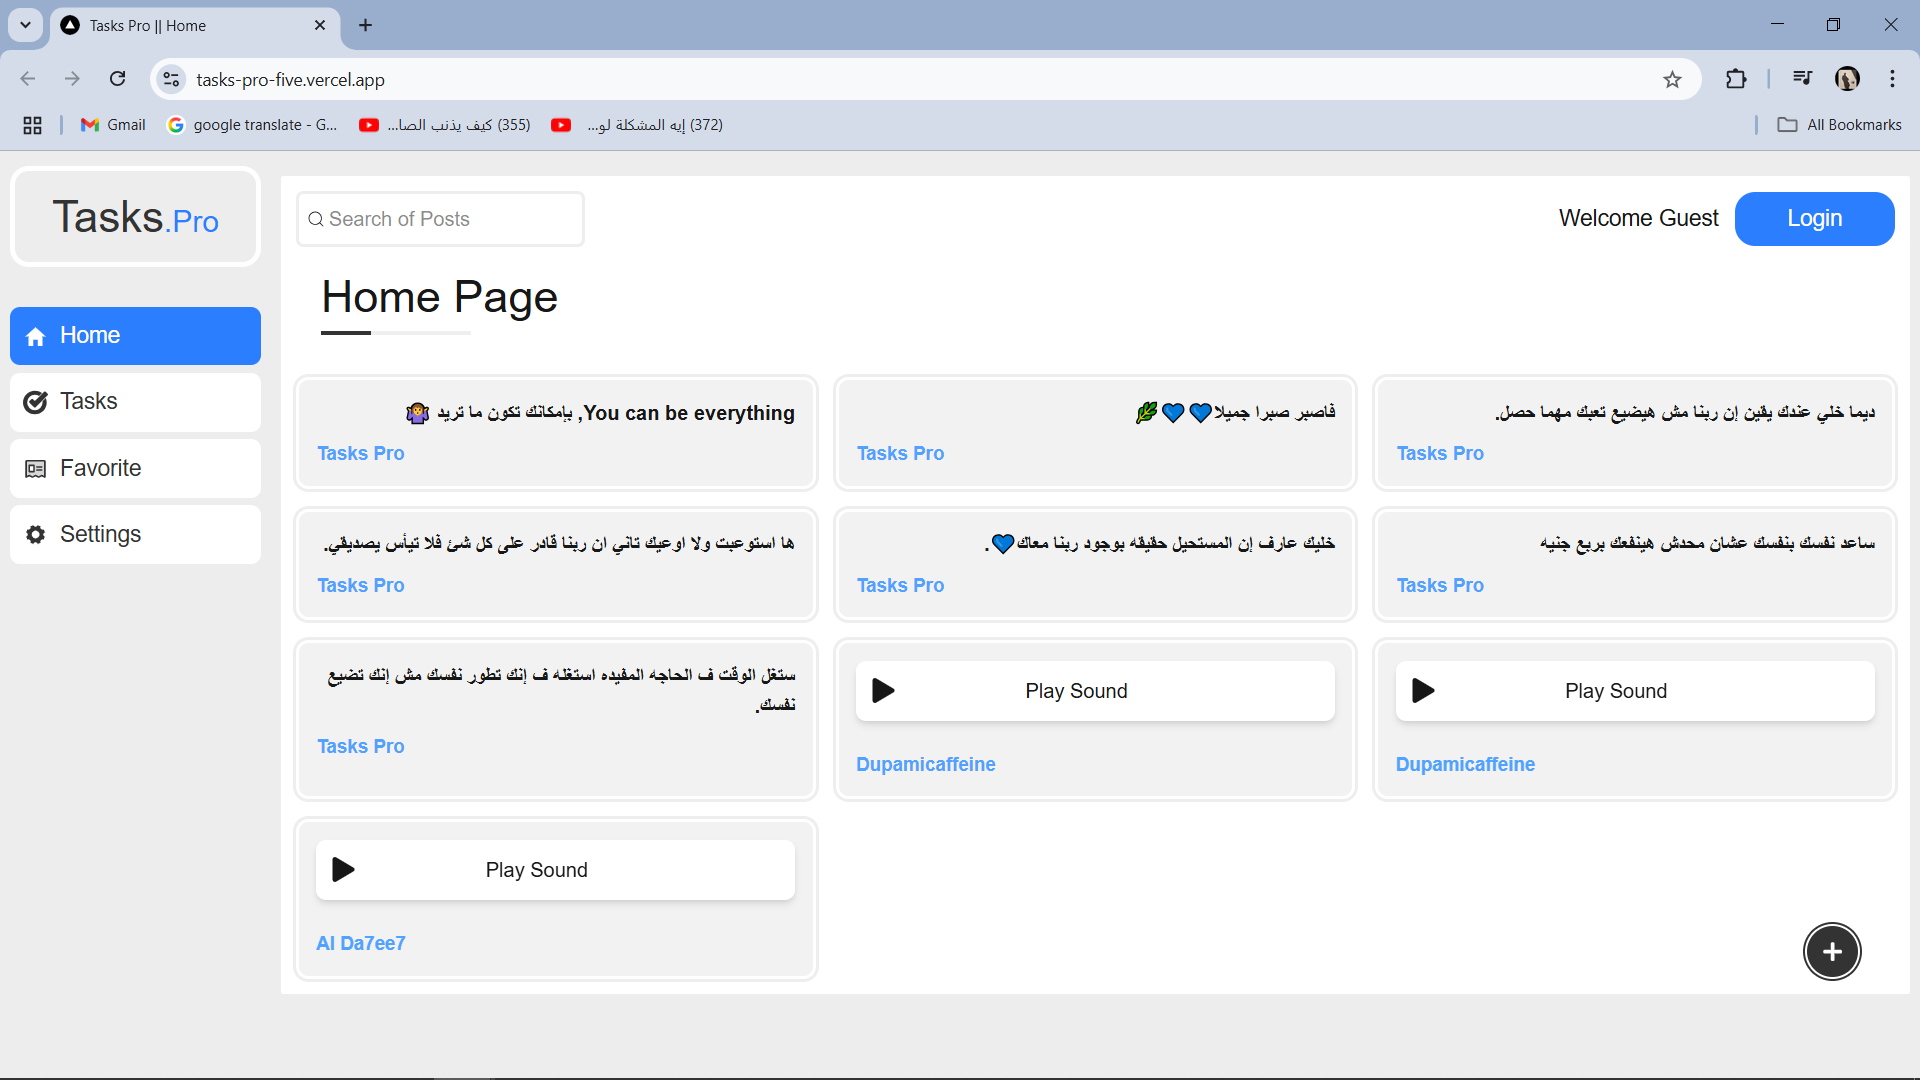 Tasks Pro || Home
tasks-pro-five.vercel.app
Gmail
google translate - G...
(355) كيف يذنب الصا...
(372) إيه المشكلة لو...
All Bookmarks
Tasks.Pro
Home
Tasks
Favorite
Settings
Search of Posts
Welcome Guest
Login
Home Page
You can be everything, بإمكانك تكون ما تريد 🤷‍♀️
Tasks Pro
فاصبر صبرا جميلا💙💙🌿
Tasks Pro
ديما خلي عندك يقين إن ربنا مش هيضيع تعبك مهما حصل.
Tasks Pro
ها استوعبت ولا اوعيك تاني ان ربنا قادر على كل شئ فلا تيأس يصديقي.
Tasks Pro
خليك عارف إن المستحيل حقيقه بوجود ربنا معاك💙.
Tasks Pro
ساعد نفسك بنفسك عشان محدش هينفعك بربع جنيه
Tasks Pro
ستغل الوقت ف الحاجه المفيده استغله ف إنك تطور نفسك مش إنك تضيع
نفسك.
Tasks Pro
Play Sound
Dupamicaffeine
Play Sound
Dupamicaffeine
Play Sound
Al Da7ee7